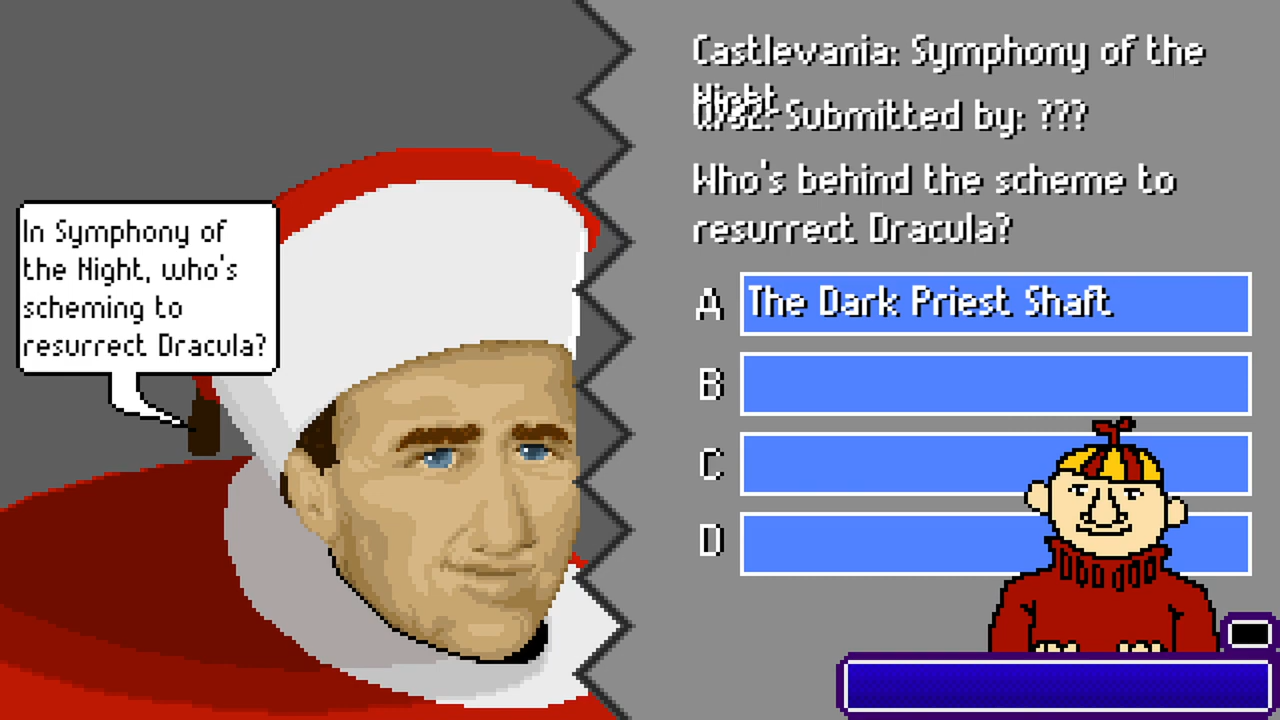 In Symphony of
the Night, who's
scheming to
resurrect Dracula?
Castlevania: Symphony of the
Night
Submitted by: ???
Who's behind the scheme to
resurrect Dracula?
A The Dark Priest Shaft
B
C
D